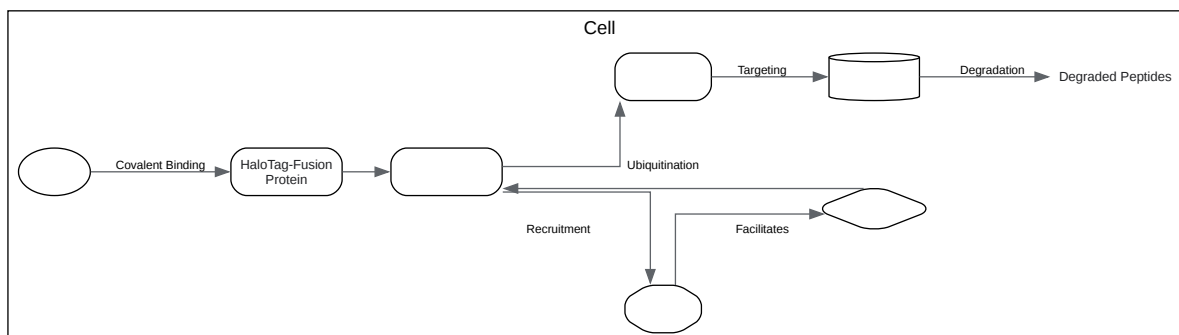 Cell
Targeting
Degradation
Degraded Peptides
Covalent Binding
HaloTag-Fusion
Protein
Ubiquitination
Recruitment
Facilitates